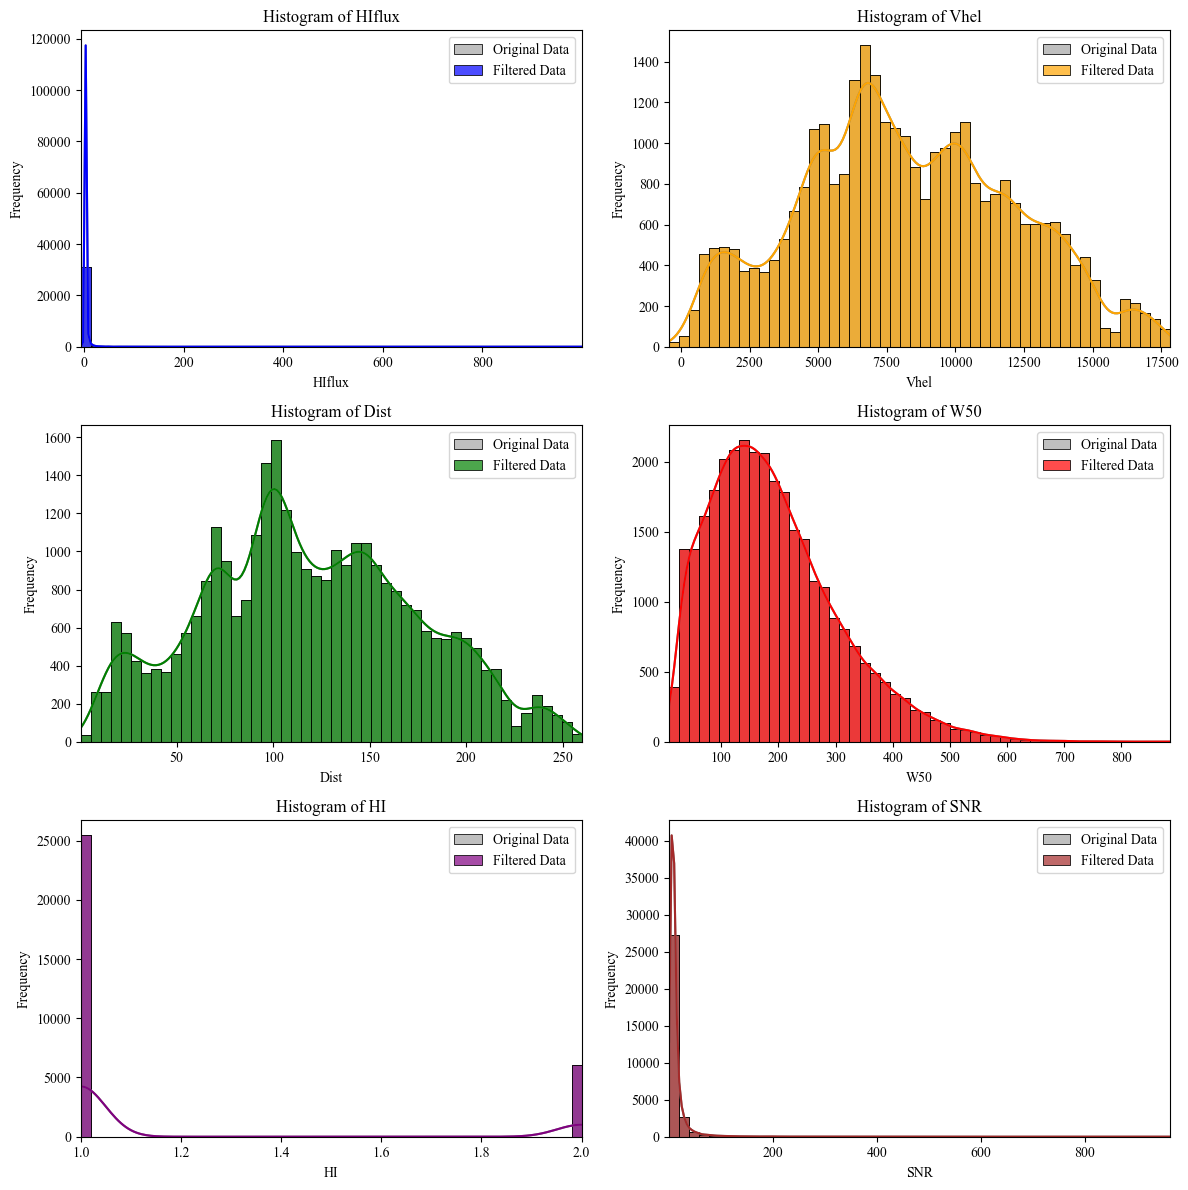 Histogram of HIflux
Original Data
Filtered Data
120000
100000
80000
60000
40000
20000
0
Frequency
0 200 400 600 800
HIflux
Histogram of Vhel
Original Data
Filtered Data
1400
1200
1000
800
600
400
200
0
Frequency
0 2500 5000 7500 10000 12500 15000 17500
Vhel
Histogram of Dist
Original Data
Filtered Data
1600
1400
1200
1000
800
600
400
200
0
Frequency
50 100 150 200 250
Dist
Histogram of W50
Original Data
Filtered Data
2000
1500
1000
500
0
Frequency
100 200 300 400 500 600 700 800
W50
Histogram of HI
Original Data
Filtered Data
25000
20000
15000
10000
5000
0
Frequency
1.0 1.2 1.4 1.6 1.8 2.0
HI
Histogram of SNR
Original Data
Filtered Data
40000
35000
30000
25000
20000
15000
10000
5000
0
Frequency
200 400 600 800
SNR